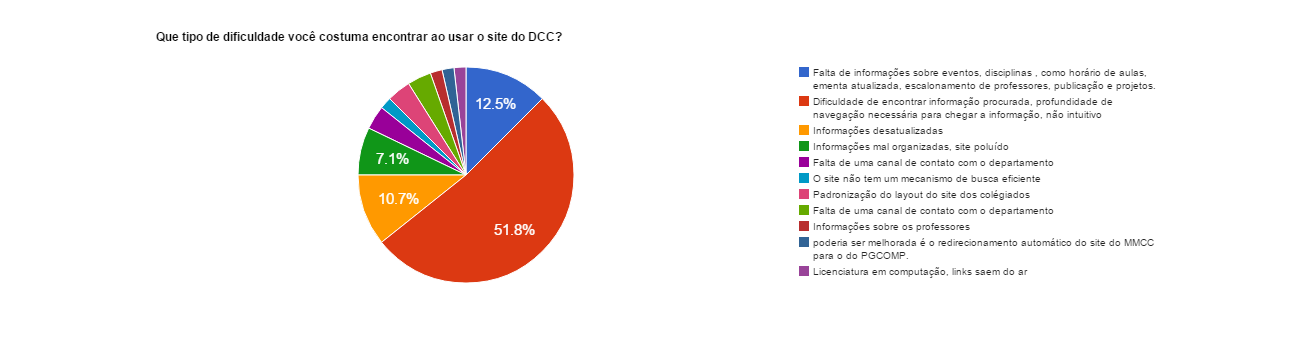 Que tipo de dificuldade você costuma encontrar ao usar o site do DCC?
12.5%
7.1%
10.7%
51.8%
Falta de informações sobre eventos, disciplinas , como horário de aulas,
ementa atualizada, escalonamento de professores, publicação e projetos.
Dificuldade de encontrar informação procurada, profundidade de
navegação necessária para chegar a informação, não intuitivo
Informações desatualizadas
Informações mal organizadas, site poluído
Falta de uma canal de contato com o departamento
O site não tem um mecanismo de busca eficiente
Padronização do layout do site dos colégiados
Falta de uma canal de contato com o departamento
Informações sobre os professores
poderia ser melhorada é o redirecionamento automático do site do MMCC
para o do PGCOMP.
Licenciatura em computação, links saem do ar